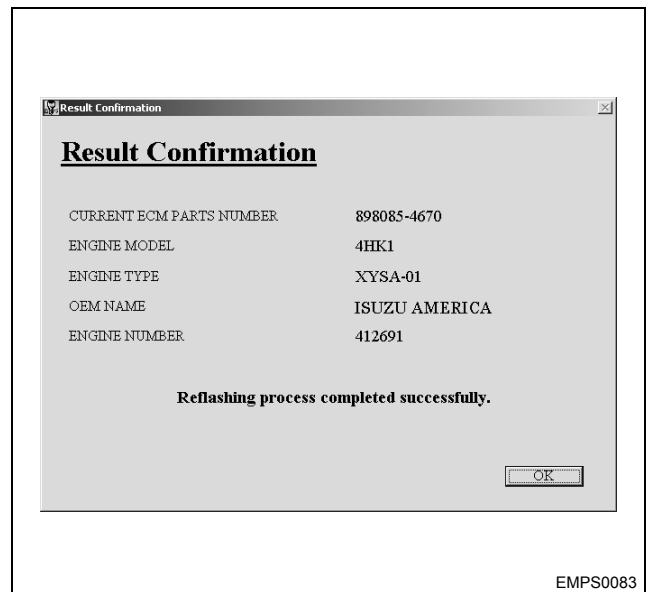 Result Confirmation
Result Confirmation
CURRENT ECM PARTS NUMBER 898085-4670
ENGINE MODEL 4HK1
ENGINE TYPE XYSA-01
OEM NAME ISUZU AMERICA
ENGINE NUMBER 412691
Reflashing process completed successfully.
OK
EMPS0083